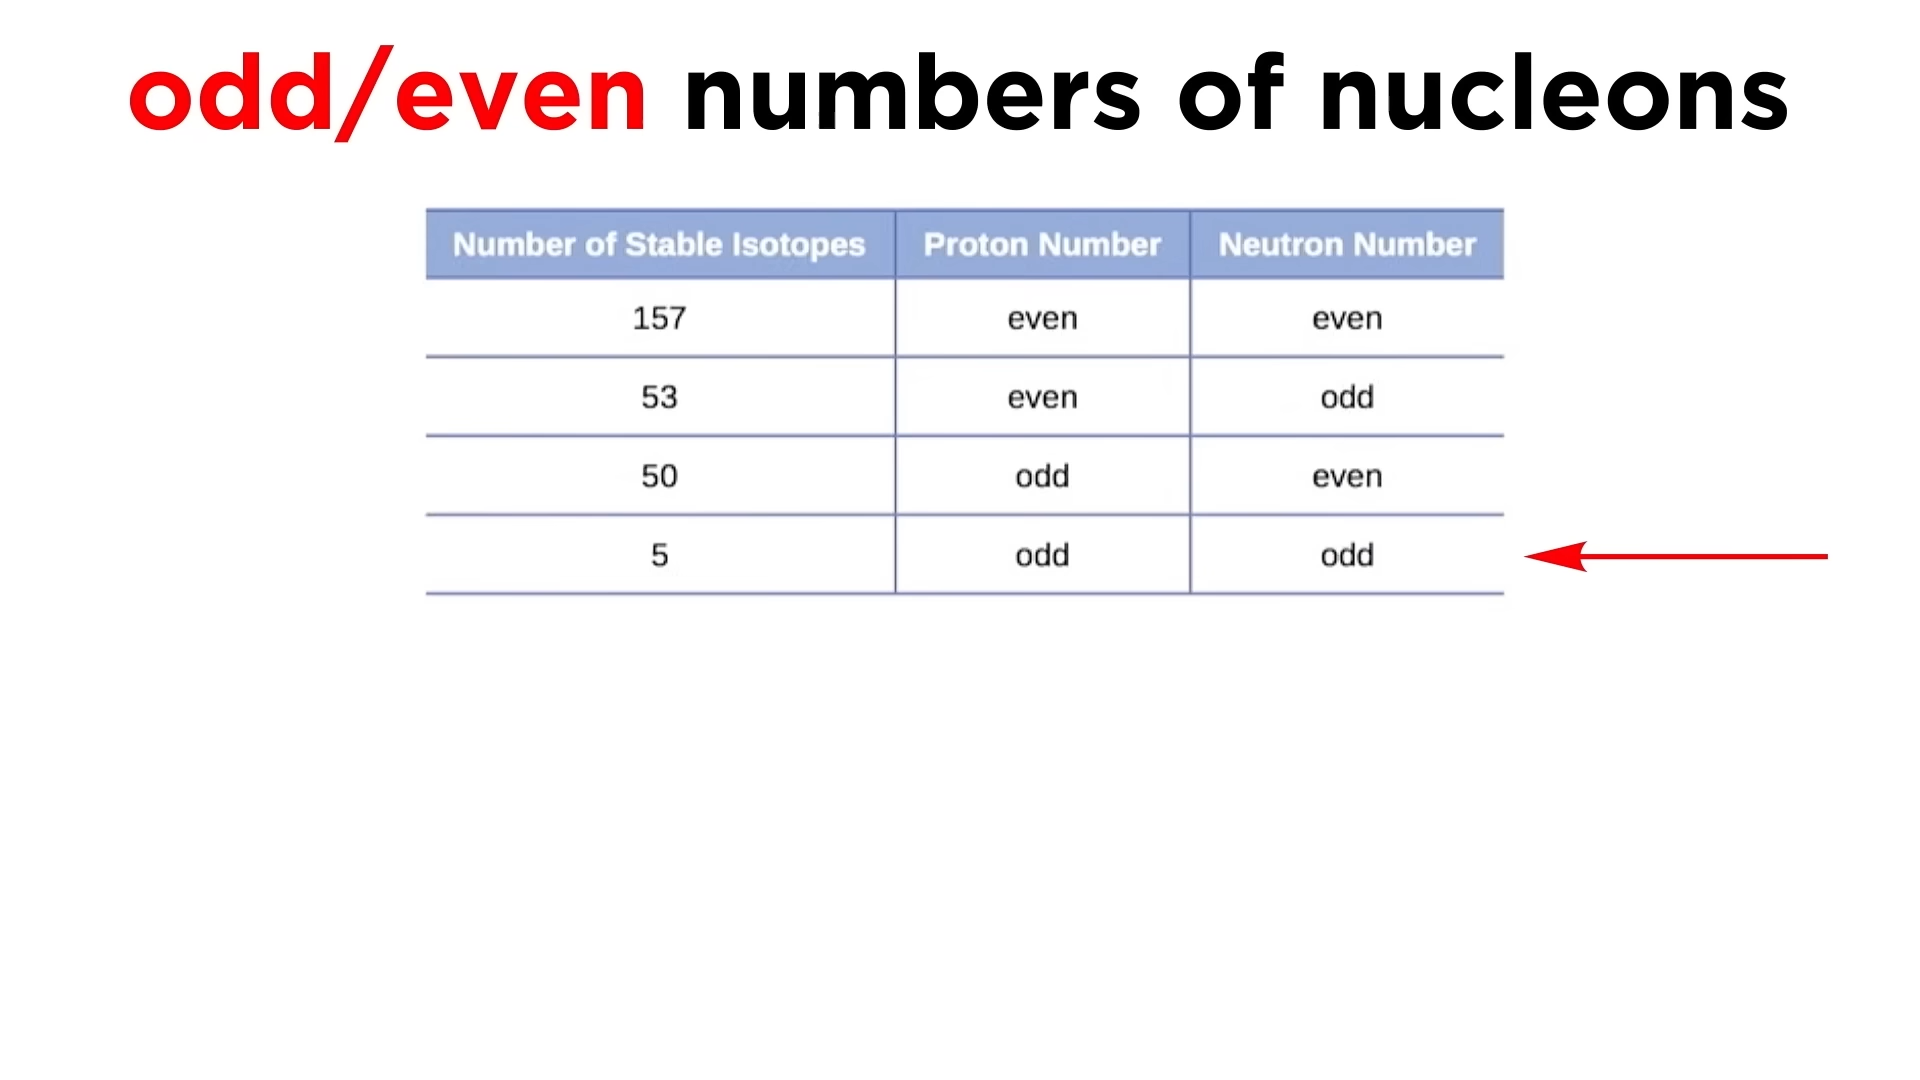 odd/even numbers of nucleons
Number of Stable Isotopes Proton Number Neutron Number
157 even even
53 even odd
50 odd even
5 odd odd